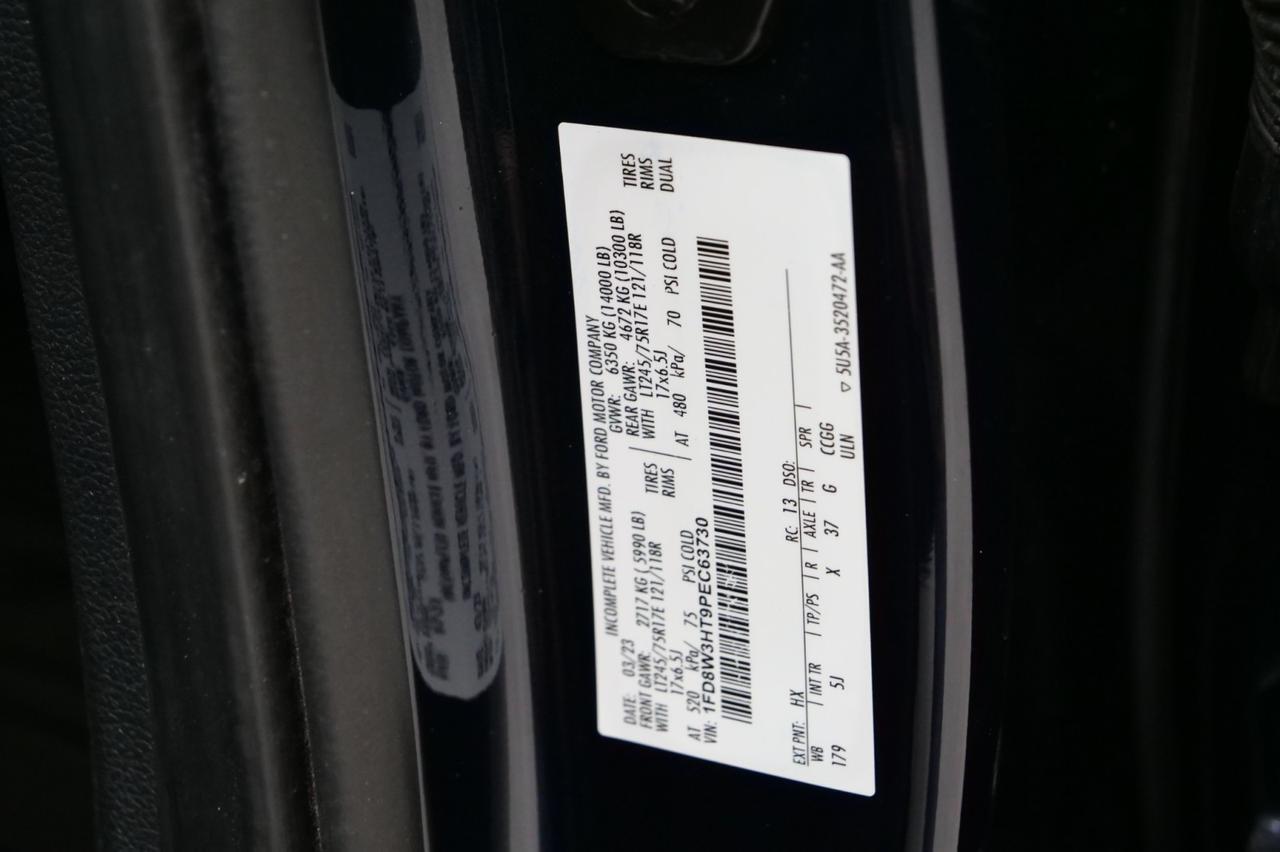 INCOMPLETE VEHICLE MFD. BY FORD MOTOR COMPANY
DATE: 03/23 GVWR: 6350 KG (14000 LB)
FRONT GAWR: 2717 KG ( 5990 LB) REAR GAWR: 4672 KG (10300 LB)
WITH LT245/75R17E 121/118R TIRES WITH LT245/75R17E 121/118R TIRES
17x6.5J RIMS 17x6.5J RIMS
AT 520 kPa/ 75 PSI COLD AT 480 kPa/ 70 PSI COLD DUAL
VIN: 1FD8W3HT9PEC63730
EXT PNT: HX RC: 13 DSO:
WB INT TR TP/PS R AXLE TR SPR
179 5J X 37 G CCGG
ULN
▽ 5U5A-3520472-AA